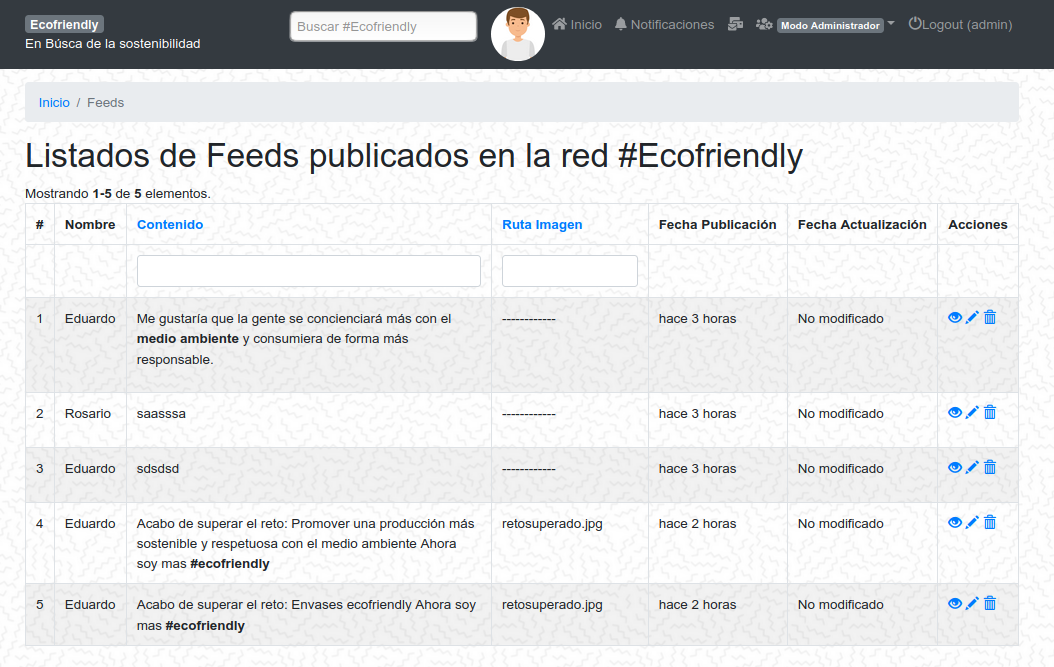 Ecofriendly
En Búsca de la sostenibilidad
Buscar #Ecofriendly
Inicio
Notificaciones
Modo Administrador
Logout (admin)
Inicio / Feeds
Listados de Feeds publicados en la red #Ecofriendly
Mostrando 1-5 de 5 elementos.
# Nombre Contenido Ruta Imagen Fecha Publicación Fecha Actualización Acciones
1 Eduardo Me gustaría que la gente se concienciará más con el ------------ hace 3 horas No modificado
medio ambiente y consumiera de forma más
responsable.
2 Rosario saasssa ------------ hace 3 horas No modificado
3 Eduardo sdsdsd ------------ hace 3 horas No modificado
4 Eduardo Acabo de superar el reto: Promover una producción más retosuperado.jpg hace 2 horas No modificado
sostenible y respetuosa con el medio ambiente Ahora
soy mas #ecofriendly
5 Eduardo Acabo de superar el reto: Envases ecofriendly Ahora soy retosuperado.jpg hace 2 horas No modificado
mas #ecofriendly